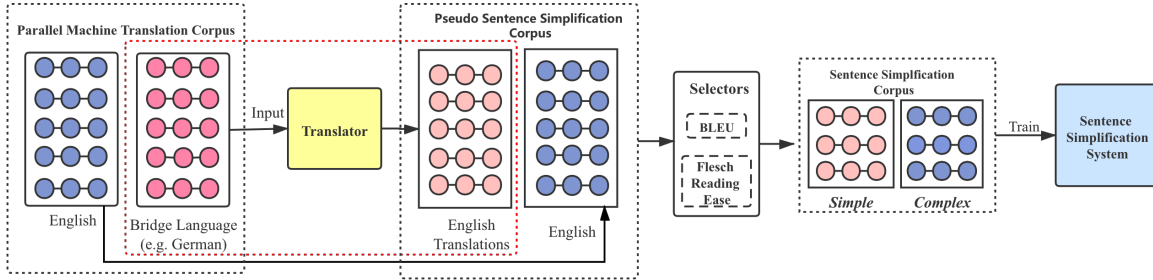 Parallel Machine Translation Corpus
English
Bridge Language
(e.g. German)
Input
Translator
Pseudo Sentence Simplification
Corpus
English
Translations
English
Selectors
BLEU
Flesch
Reading
Ease
Sentence Simplfication
Corpus
Simple
Complex
Train
Sentence
Simplification
System